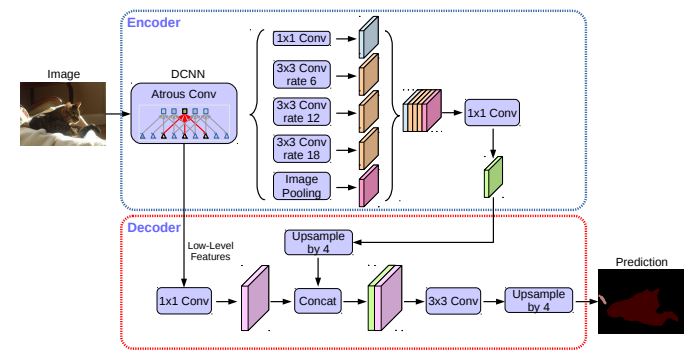 Encoder
Image
DCNN
Atrous Conv
1x1 Conv
3x3 Conv
rate 6
3x3 Conv
rate 12
3x3 Conv
rate 18
Image
Pooling
1x1 Conv
Decoder
Low-Level
Features
Upsample
by 4
1x1 Conv
Concat
3x3 Conv
Upsample
by 4
Prediction